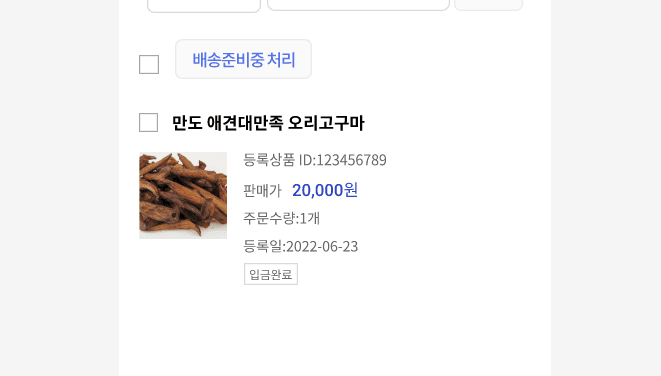 배송준비중 처리
만도 애견대만족 오리고구마
등록상품 ID:123456789
판매가 20,000원
주문수량:1개
등록일:2022-06-23
입금완료